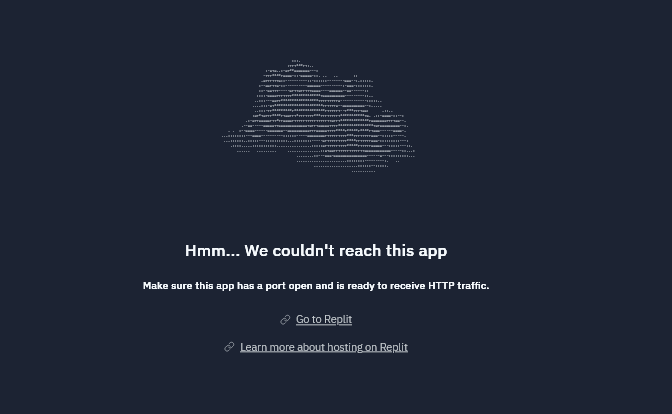 Hmm... We couldn't reach this app
Make sure this app has a port open and is ready to receive HTTP traffic.
Go to Replit
Learn more about hosting on Replit